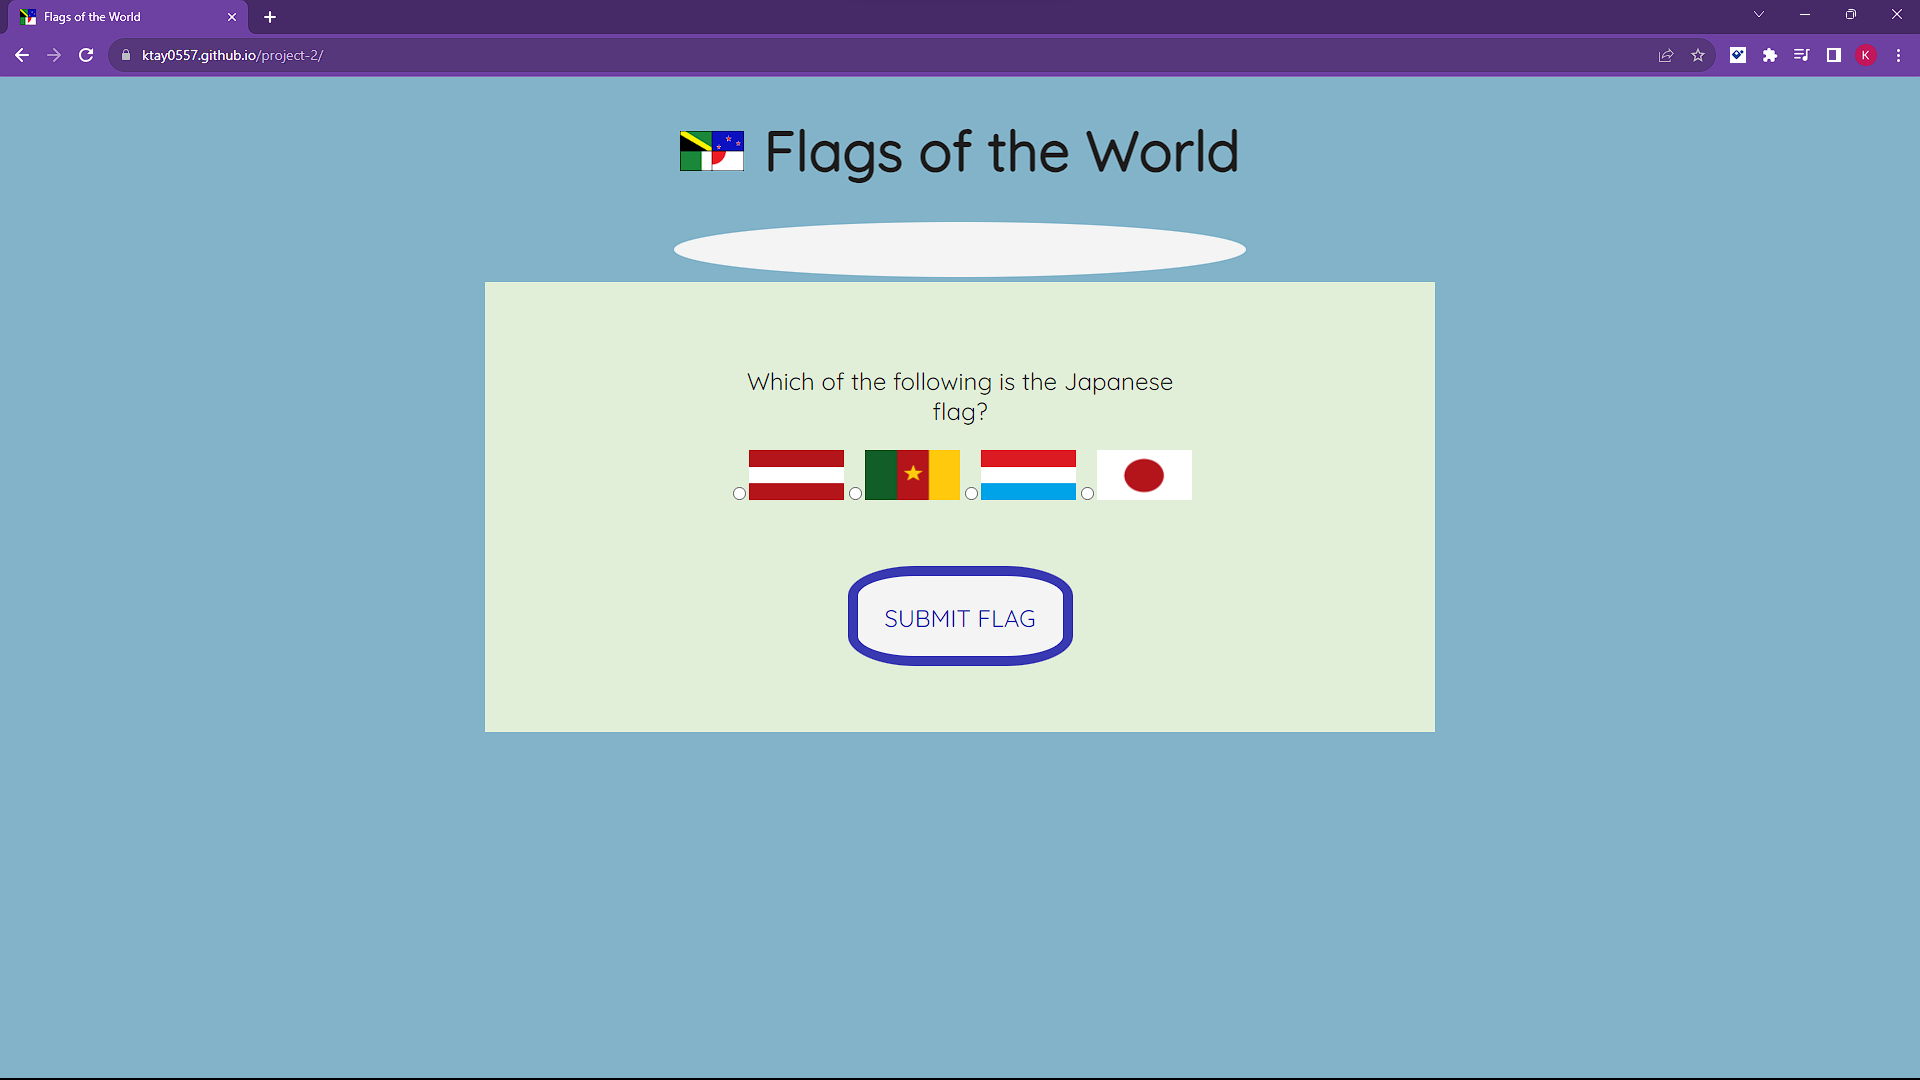 Flags of the World
ktay0557.github.io/project-2/
K
Flags of the World
Which of the following is the Japanese
flag?
SUBMIT FLAG